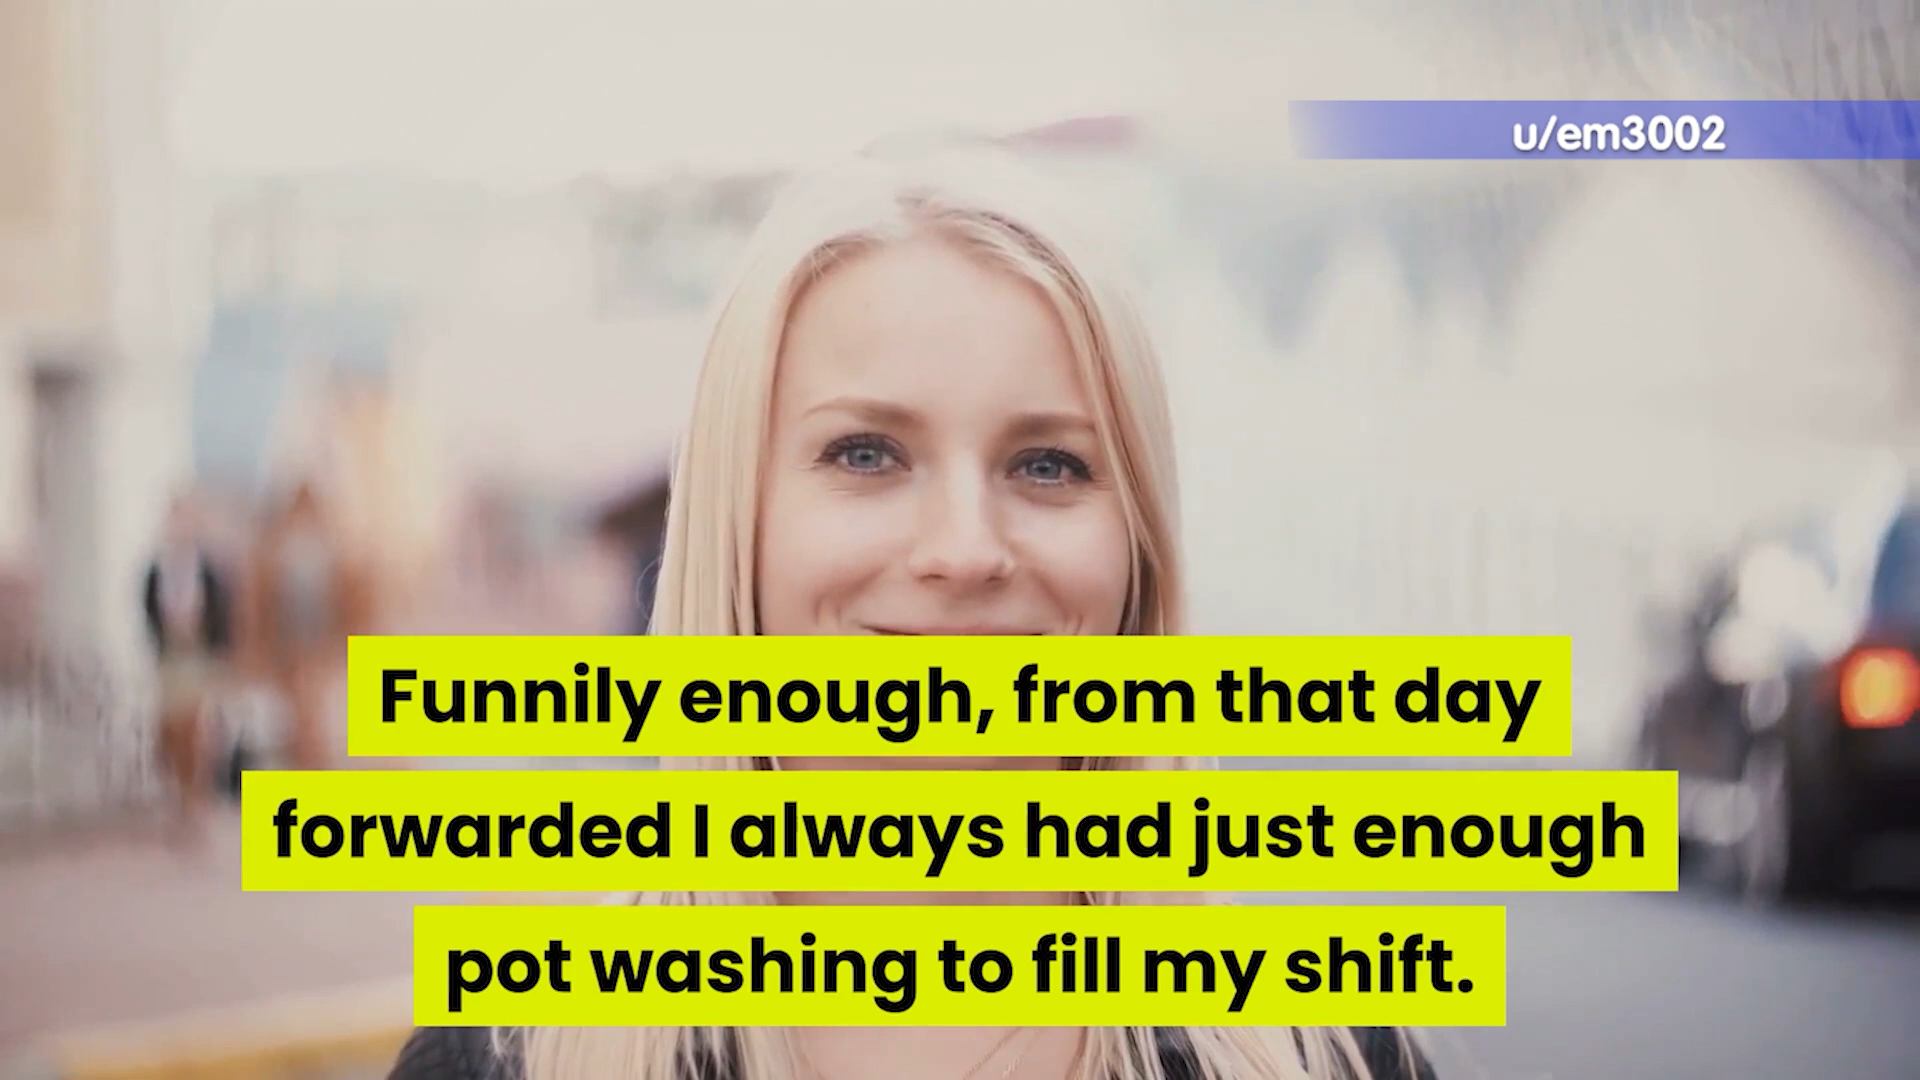 u/em3002
Funnily enough, from that day
forwarded I always had just enough
pot washing to fill my shift.